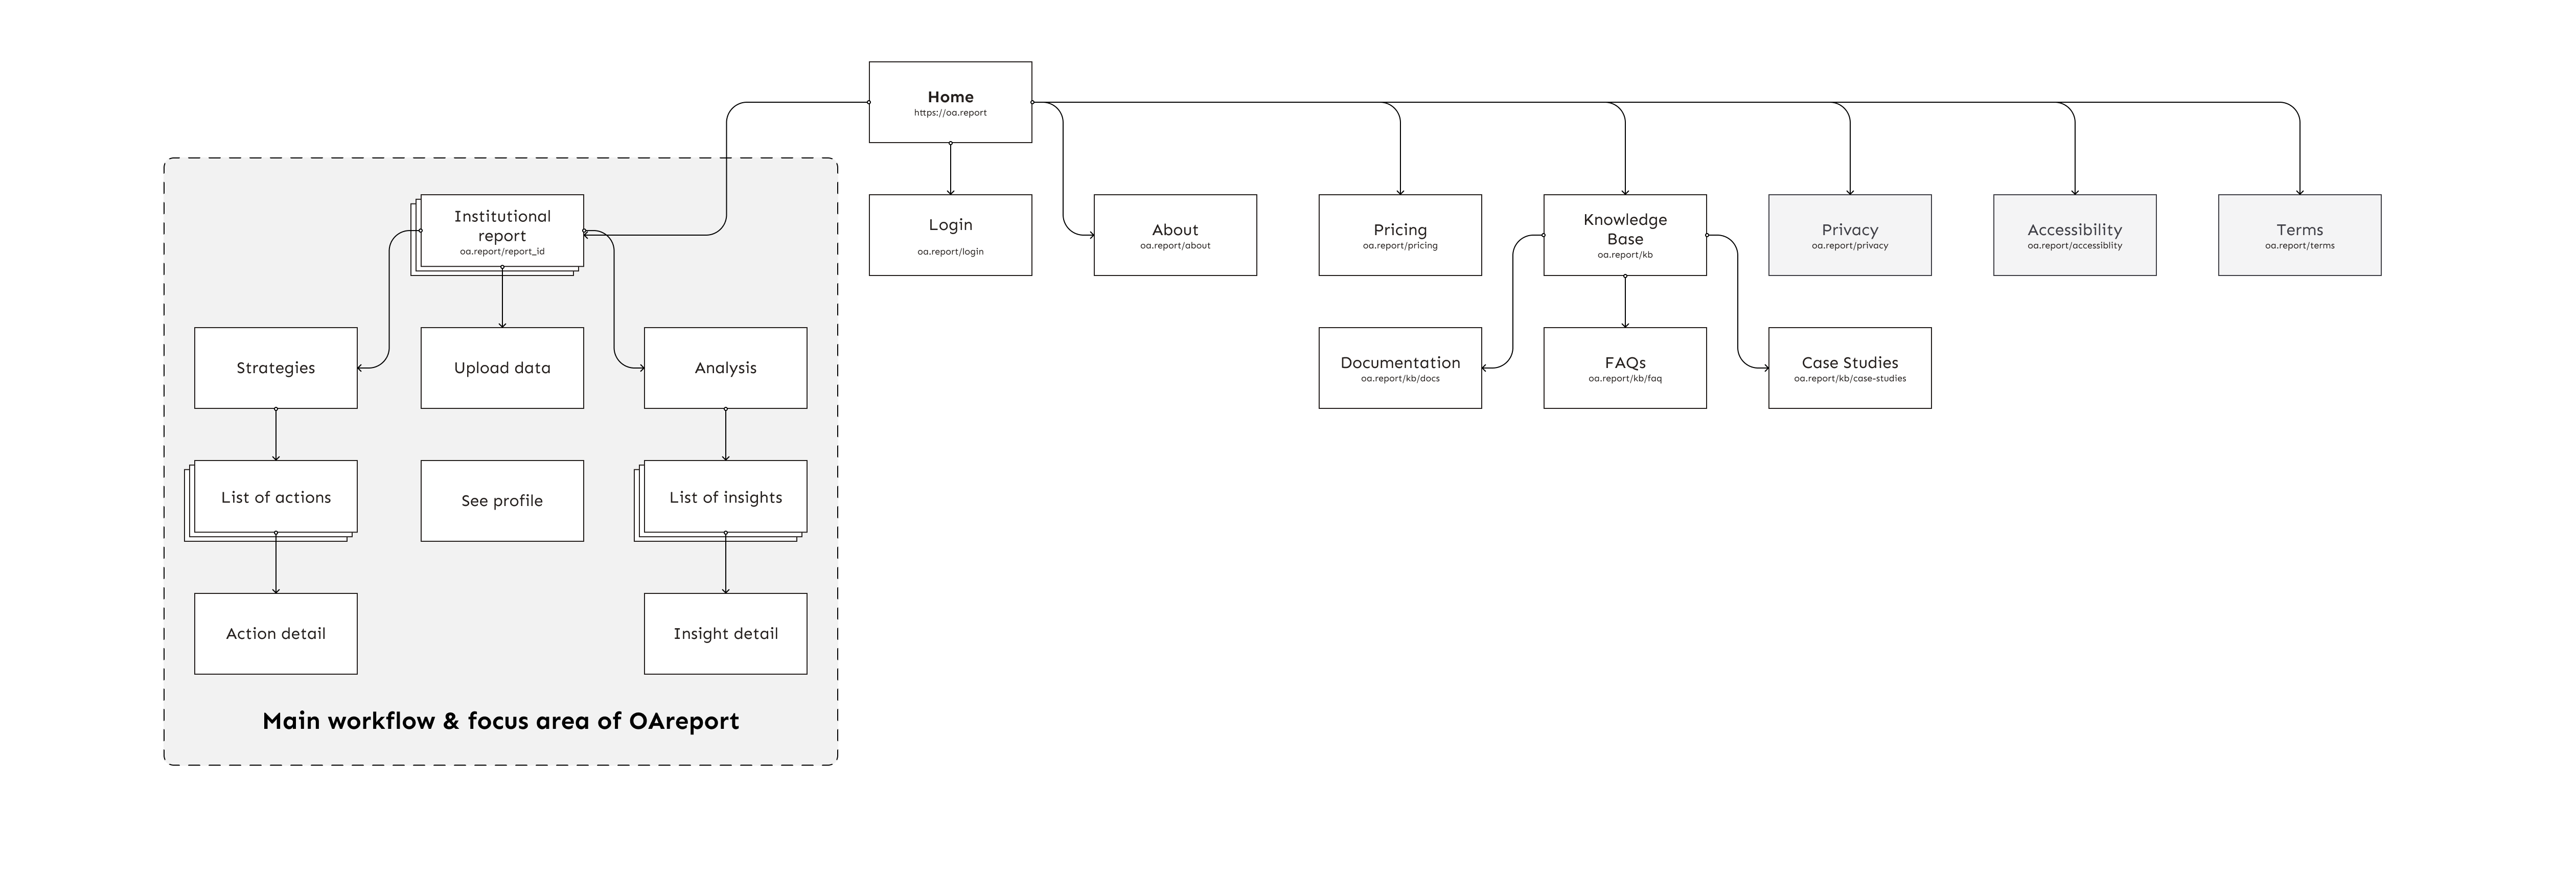 Home
https://oa.report
Institutional
report
oa.report/report_id
Login
oa.report/login
About
oa.report/about
Pricing
oa.report/pricing
Knowledge
Base
oa.report/kb
Privacy
oa.report/privacy
Accessibility
oa.report/accessiblity
Terms
oa.report/terms
Strategies
Upload data
Analysis
Documentation
oa.report/kb/docs
FAQs
oa.report/kb/faq
Case Studies
oa.report/kb/case-studies
List of actions
See profile
List of insights
Action detail
Insight detail
Main workflow & focus area of OAreport